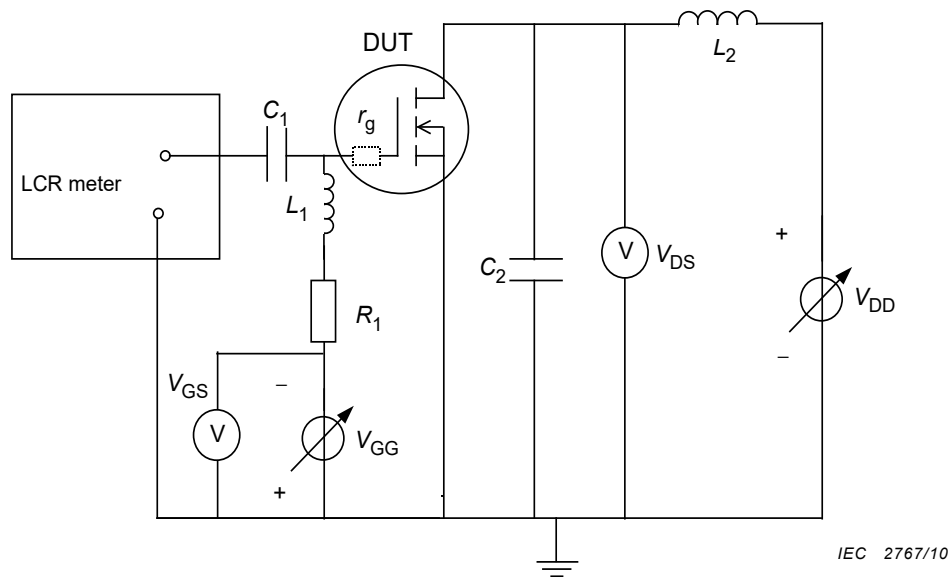 DUT
L2
C1
rg
LCR meter
L1
+
C2
V
VDS
VDD
R1
−
VGS
−
V
VGG
+
IEC 2767/10